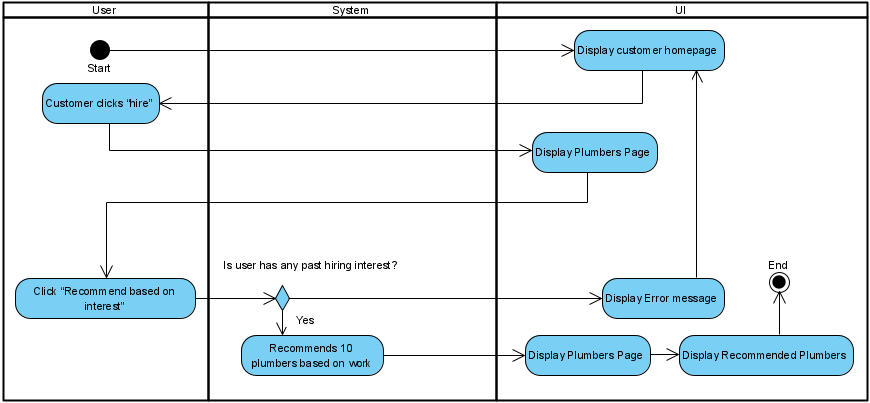 User
System
UI
Start
Display customer homepage
Customer clicks “hire”
Display Plumbers Page
Is user has any past hiring interest?
End
Click “Recommend based on
interest”
Display Error message
Yes
Recommends 10
plumbers based on work
Display Plumbers Page
Display Recommended Plumbers